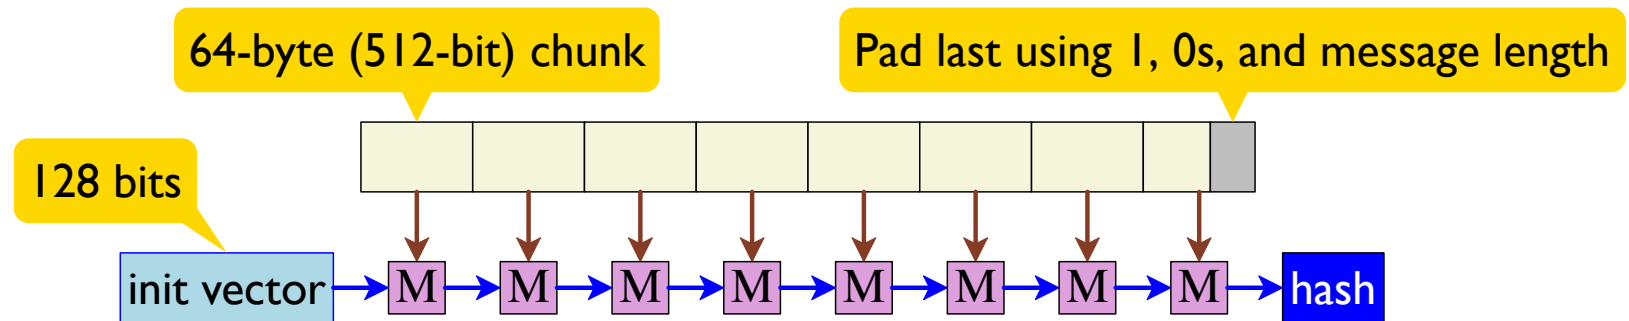 64-byte (512-bit) chunk
Pad last using 1, 0s, and message length
128 bits
init vector
M M M M M M M M
hash